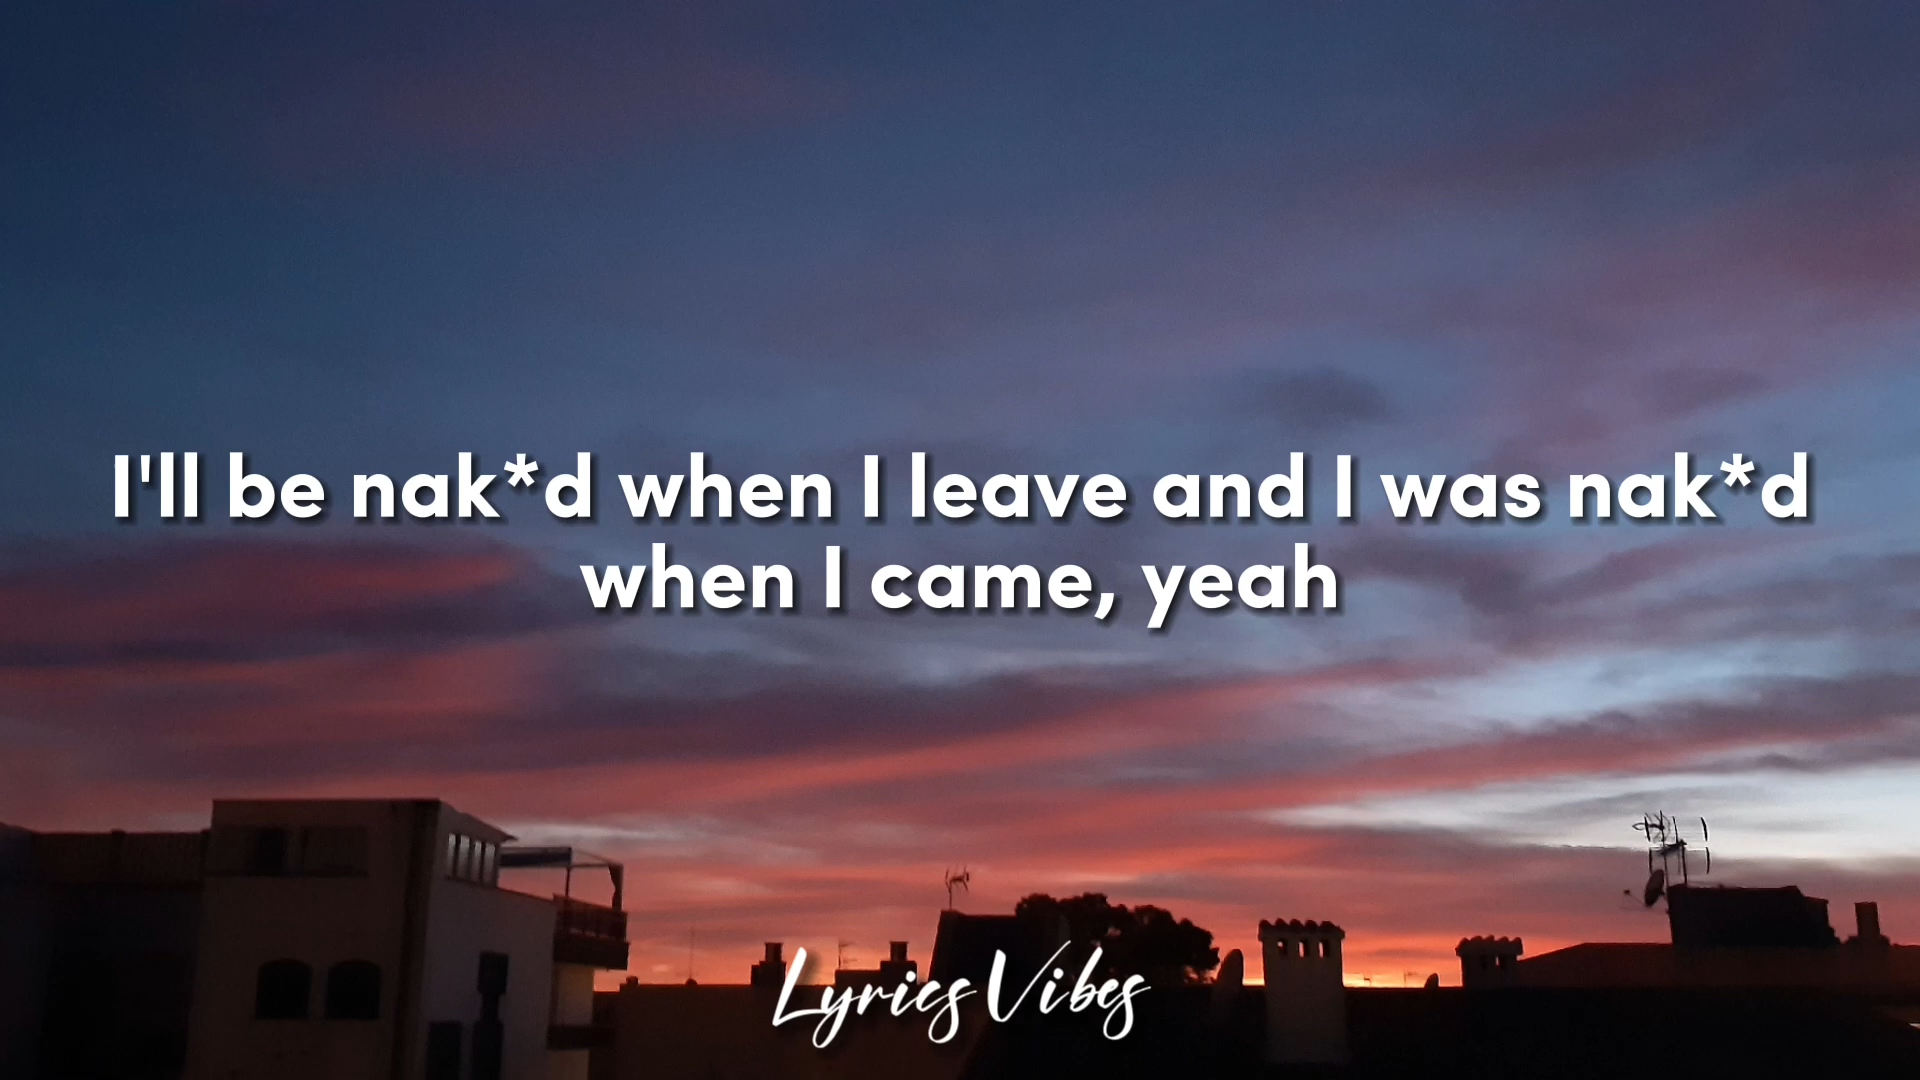 I'll be nak*d when I leave and I was nak*d
when I came, yeah
Lyrics Vibes